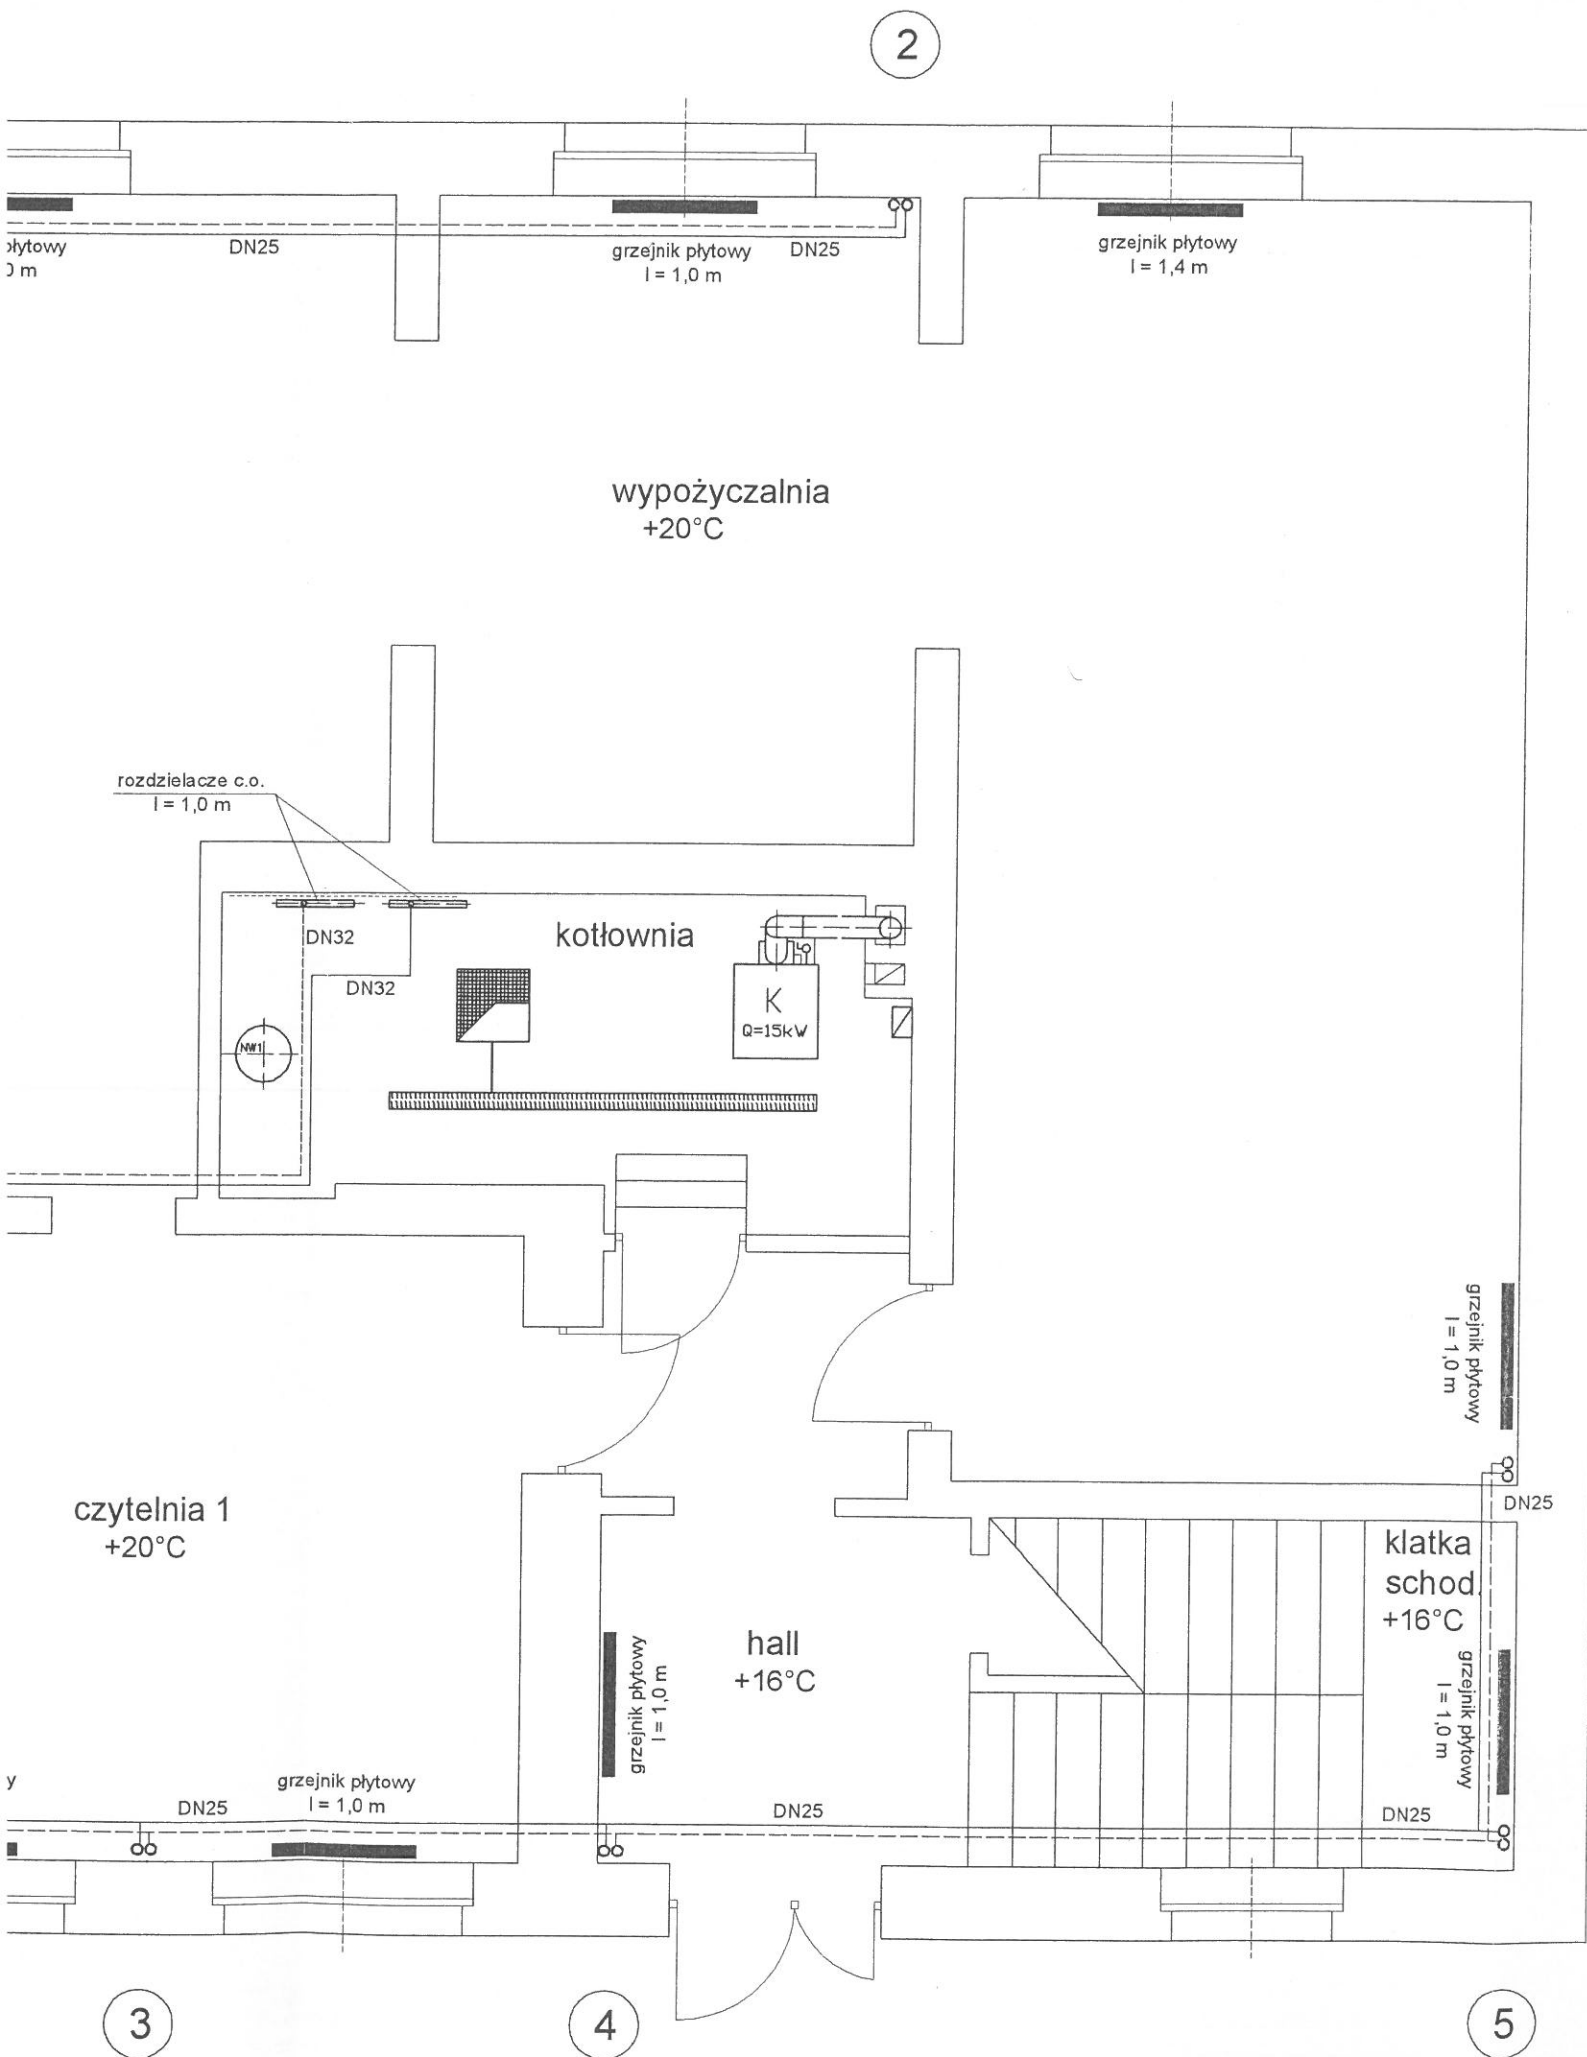 2
płytowy
0 m
DN25
grzejnik płytowy
l = 1,0 m
DN25
grzejnik płytowy
l = 1,4 m
wypożyczalnia
+20°C
rozdzielacze c.o.
l = 1,0 m
DN32
DN32
kotłownia
K
Q=15kW
NW1
grzejnik płytowy
l = 1,0 m
czytelnia 1
+20°C
DN25
klatka
schod.
+16°C
hall
+16°C
grzejnik płytowy
l = 1,0 m
grzejnik płytowy
l = 1,0 m
y
DN25
grzejnik płytowy
l = 1,0 m
DN25
DN25
3
4
5